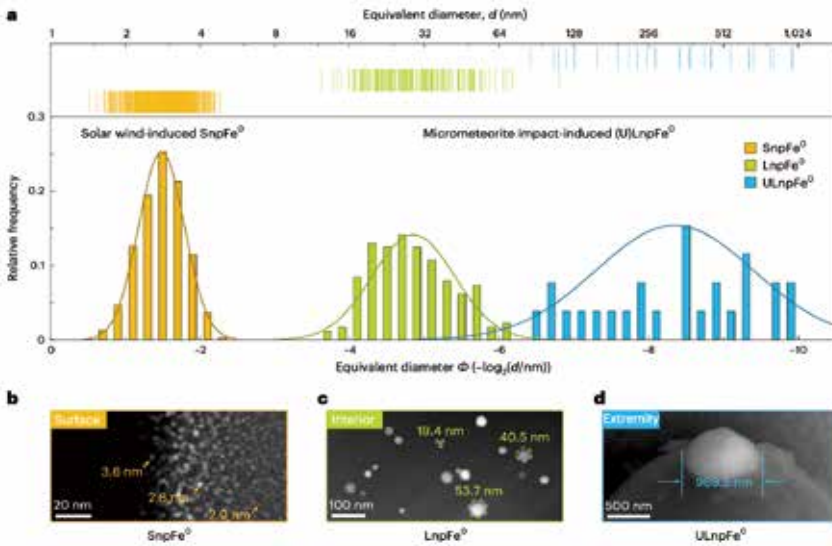 a
Equivalent diameter, d (nm)
1 2 4 8 16 32 64 128 256 512 1,024
Solar wind-induced SnpFe⁰
Micrometeorite impact-induced (U)LnpFe⁰
SnpFe⁰
LnpFe⁰
ULnpFe⁰
Relative frequency
0.3
0.2
0.1
0
0 –2 –4 –6 –8 –10
Equivalent diameter Φ (–log₂(d/nm))
b
Surface
3.6 nm
2.6 nm
2.9 nm
20 nm
SnpFe⁰
c
Interior
19.4 nm
40.5 nm
53.7 nm
100 nm
LnpFe⁰
d
Extremity
500 nm
ULnpFe⁰